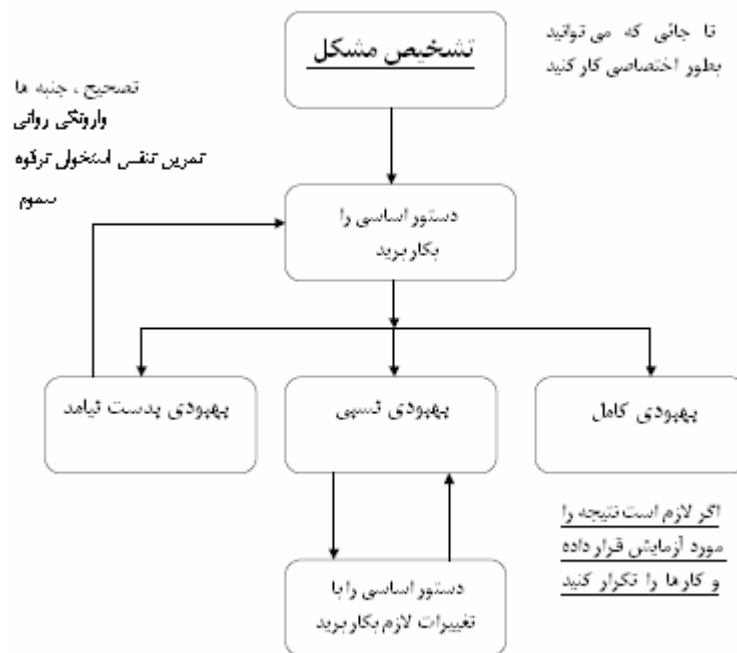 تشخیص مشکل
تا جائی که می توانید
بطور اختصاصی کار کنید
تصحیح ، جنبه ها
وارونگی روانی
تمرین تنفس استخوان ترقوه
سموم
دستور اساسی را
بکار برید
بهبودی کامل
بهبودی نسبی
بهبودی بدست نیامد
اگر لازم است نتیجه را
مورد آزمایش قرار داده
و کارها را تکرار کنید
دستور اساسی را با
تغییرات لازم بکار برید